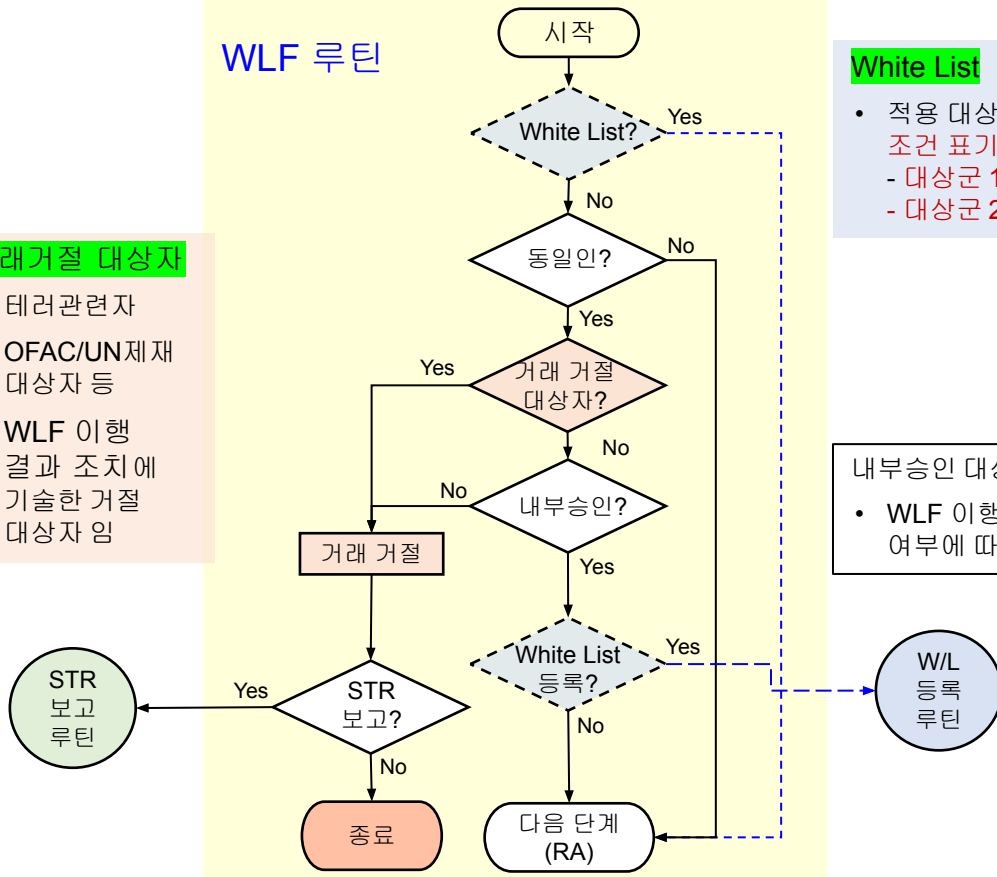 WLF 루틴
시작
White List?
Yes
No
동일인?
No
Yes
거래 거절
대상자?
Yes
No
내부승인?
No
Yes
거래 거절
White List
등록?
Yes
No
STR
보고?
Yes
No
종료
다음 단계
(RA)
래거절 대상자
테러관련자
OFAC/UN제재
대상자 등
WLF 이행
결과 조치에
기술한 거절
대상자 임
STR
보고
루틴
White List
• 적용 대상
조건 표기
- 대상군 1
- 대상군 2
내부승인 대상
• WLF 이행
여부에 따
W/L
등록
루틴